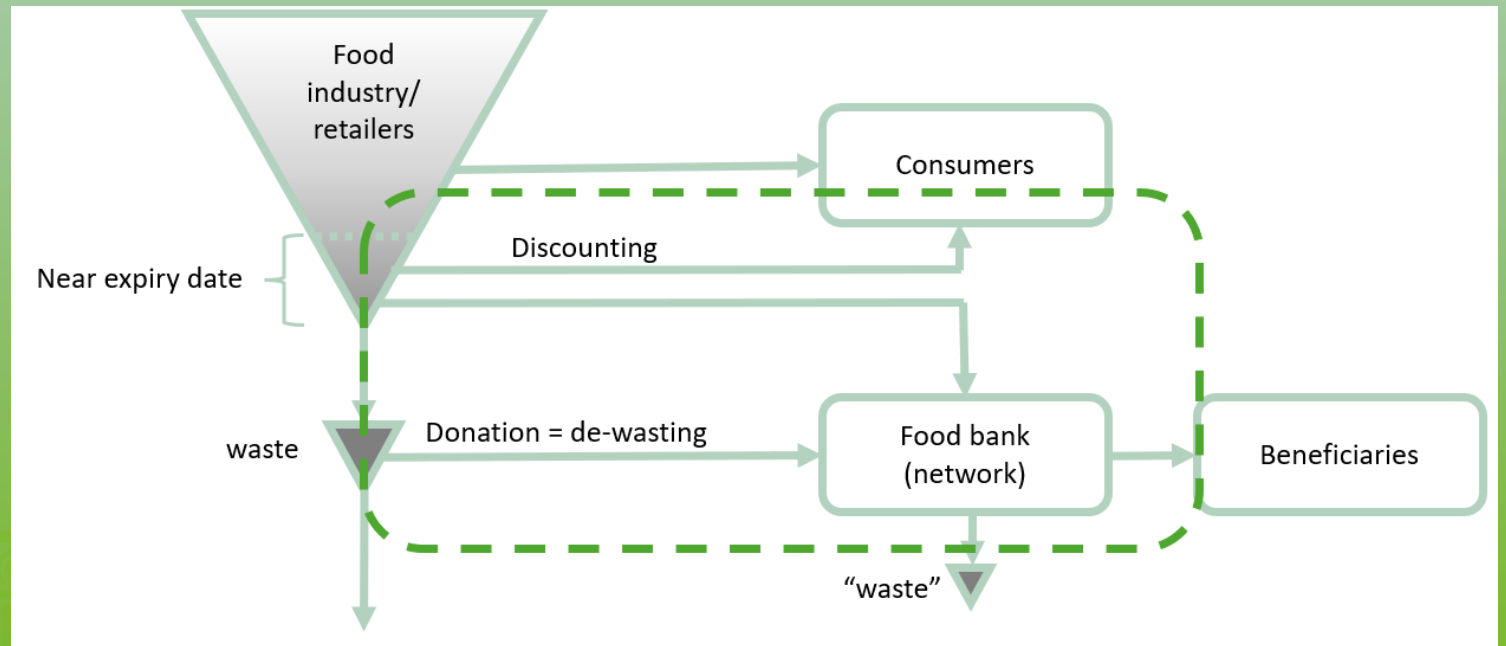 Food
industry/
retailers
Consumers
Discounting
Near expiry date
waste
Donation = de-wasting
Food bank
(network)
Beneficiaries
“waste”